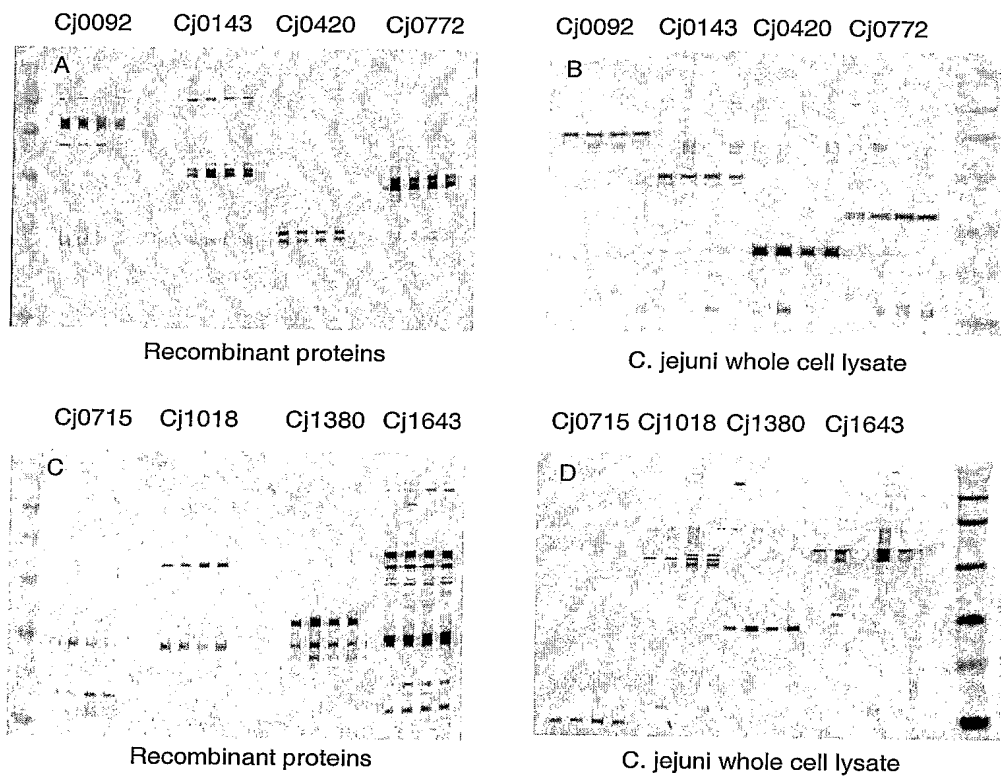 Cj0092 Cj0143 Cj0420 Cj0772
A
Recombinant proteins
Cj0092 Cj0143 Cj0420 Cj0772
B
C. jejuni whole cell lysate
Cj0715 Cj1018 Cj1380 Cj1643
C
Recombinant proteins
Cj0715 Cj1018 Cj1380 Cj1643
D
C. jejuni whole cell lysate